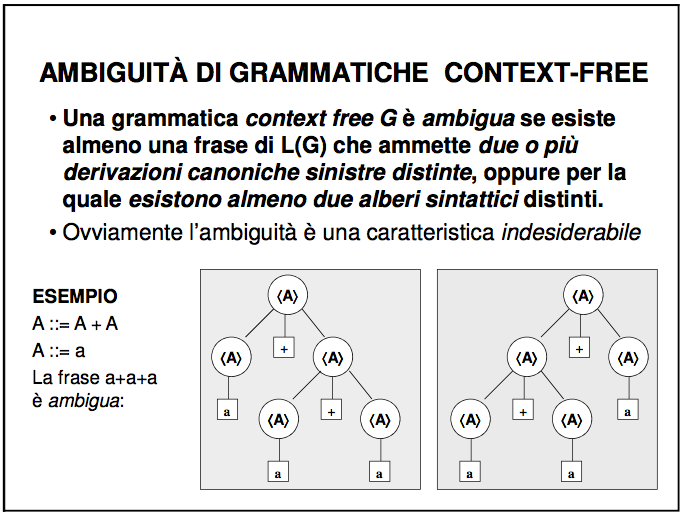 AMBIGUITÀ DI GRAMMATICHE CONTEXT-FREE
• Una grammatica context free G è ambigua se esiste
almeno una frase di L(G) che ammette due o più
derivazioni canoniche sinistre distinte, oppure per la
quale esistono almeno due alberi sintattici distinti.
• Ovviamente l'ambiguità è una caratteristica indesiderabile
ESEMPIO
A ::= A + A
A ::= a
La frase a+a+a
è ambigua:
⟨A⟩
⟨A⟩ + ⟨A⟩
a ⟨A⟩ + ⟨A⟩
a a
⟨A⟩
⟨A⟩ + ⟨A⟩
⟨A⟩ + ⟨A⟩ a
a a